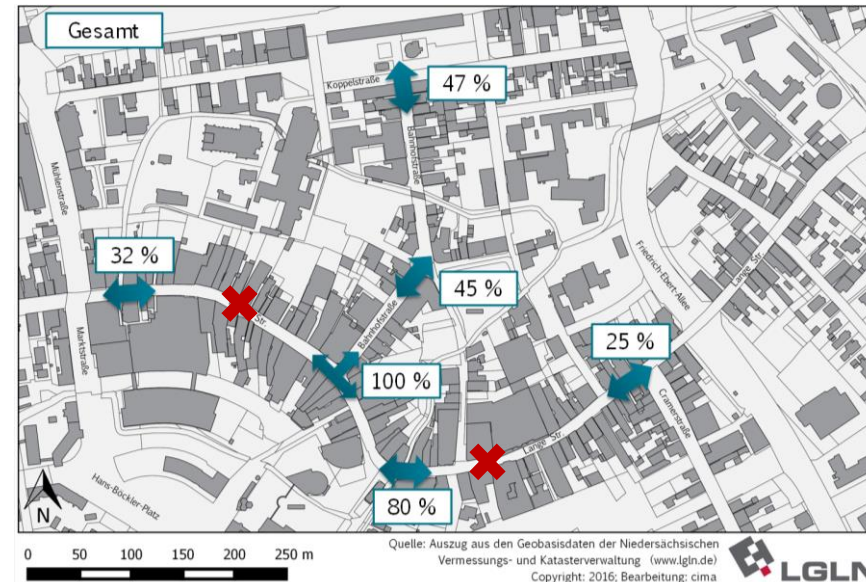 Gesamt
Koppelstraße
47 %
Bahnhofstraße
Mühlenstraße
32 %
Friedrich-Ebert-Allee
Lange Str.
Str.
Bahnhofstraße
45 %
Marktstraße
25 %
100 %
Cramerstraße
Lange Str.
Hans-Böckler-Platz
80 %
N
0 50 100 150 200 250 m
Quelle: Auszug aus den Geobasisdaten der Niedersächsischen
Vermessungs- und Katasterverwaltung (www.lgln.de)
Copyright: 2016; Bearbeitung: cima
LGLN